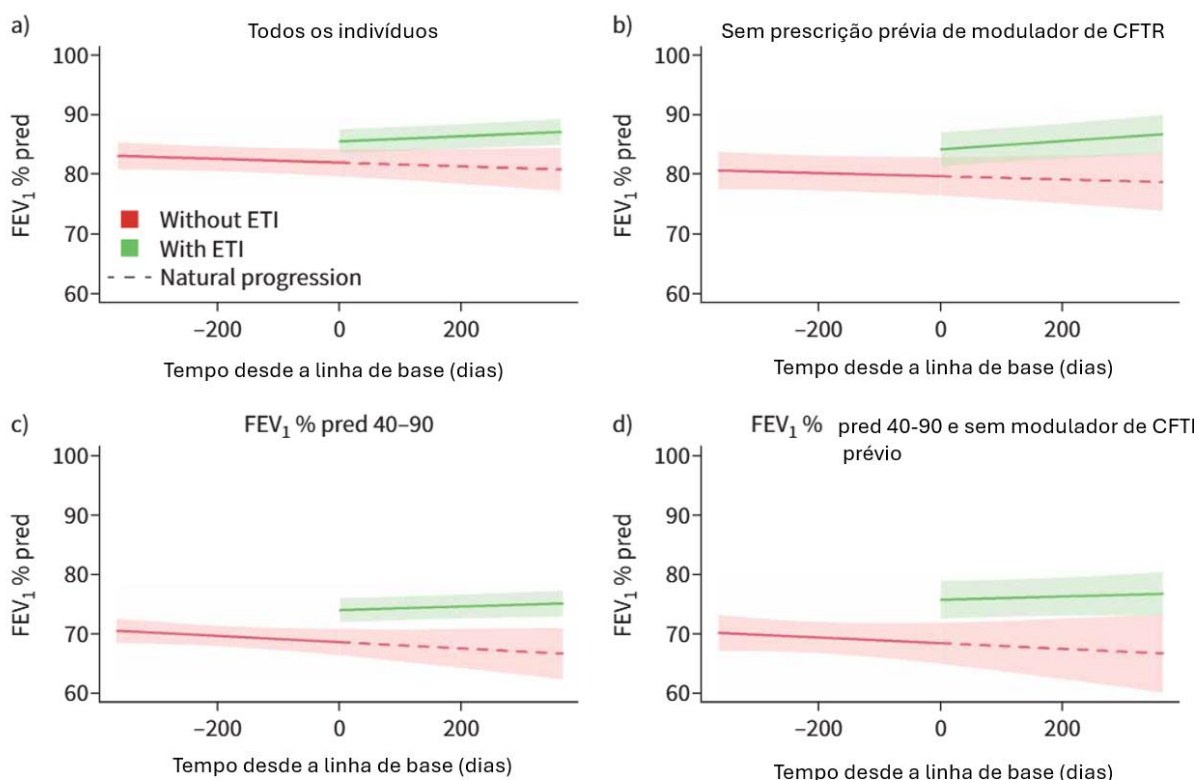 a) Todos os indivíduos
100
90
80
70
60
FEV₁ % pred
Without ETI
With ETI
Natural progression
−200 0 200
Tempo desde a linha de base (dias)
b) Sem prescrição prévia de modulador de CFTR
100
90
80
70
60
FEV₁ % pred
−200 0 200
Tempo desde a linha de base (dias)
c) FEV₁ % pred 40–90
100
90
80
70
60
FEV₁ % pred
−200 0 200
Tempo desde a linha de base (dias)
d) FEV₁ % pred 40-90 e sem modulador de CFT
prévio
100
90
80
70
60
FEV₁ % pred
−200 0 200
Tempo desde a linha de base (dias)